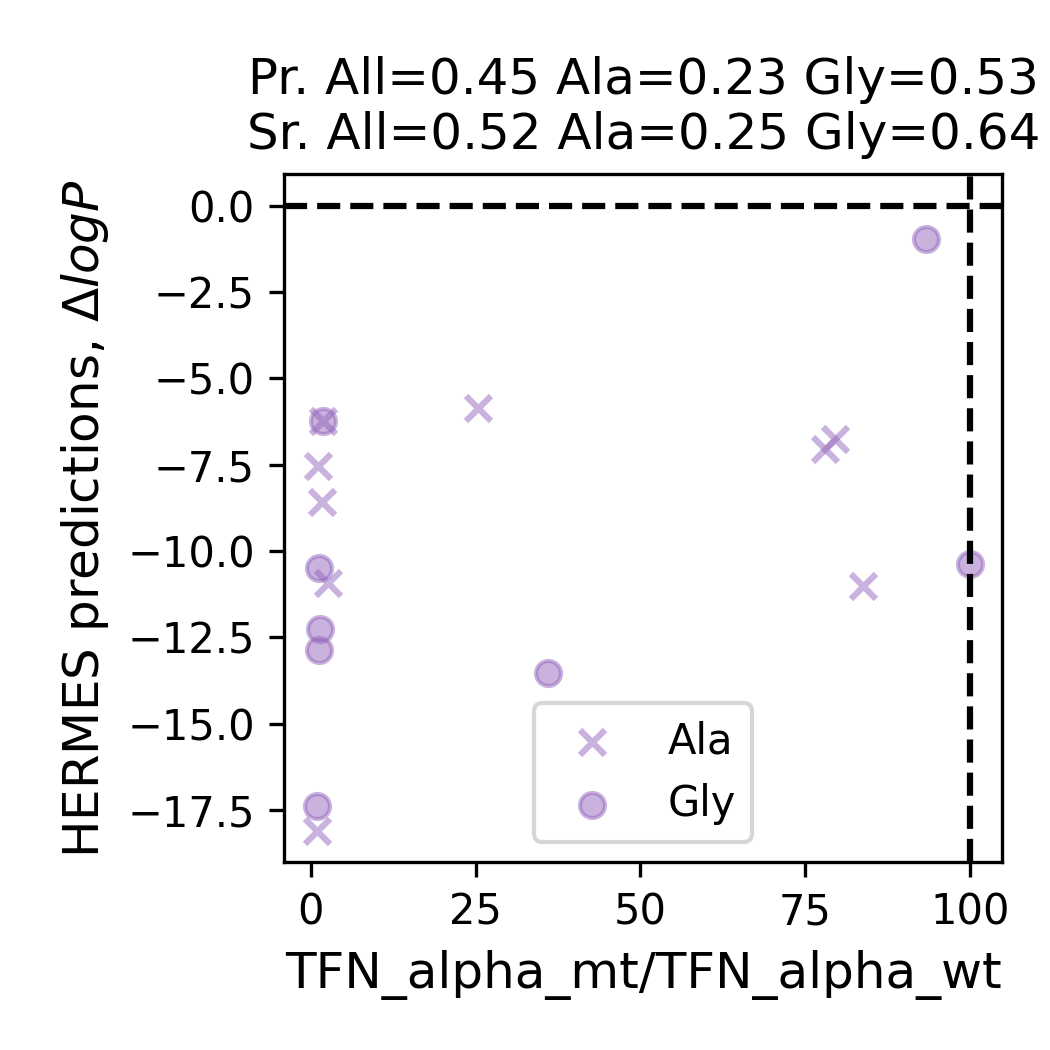 Pr. All=0.45 Ala=0.23 Gly=0.53
Sr. All=0.52 Ala=0.25 Gly=0.64
HERMES predictions, ΔlogP
0.0
−2.5
−5.0
−7.5
−10.0
−12.5
−15.0
−17.5
Ala
Gly
0 25 50 75 100
TFN_alpha_mt/TFN_alpha_wt